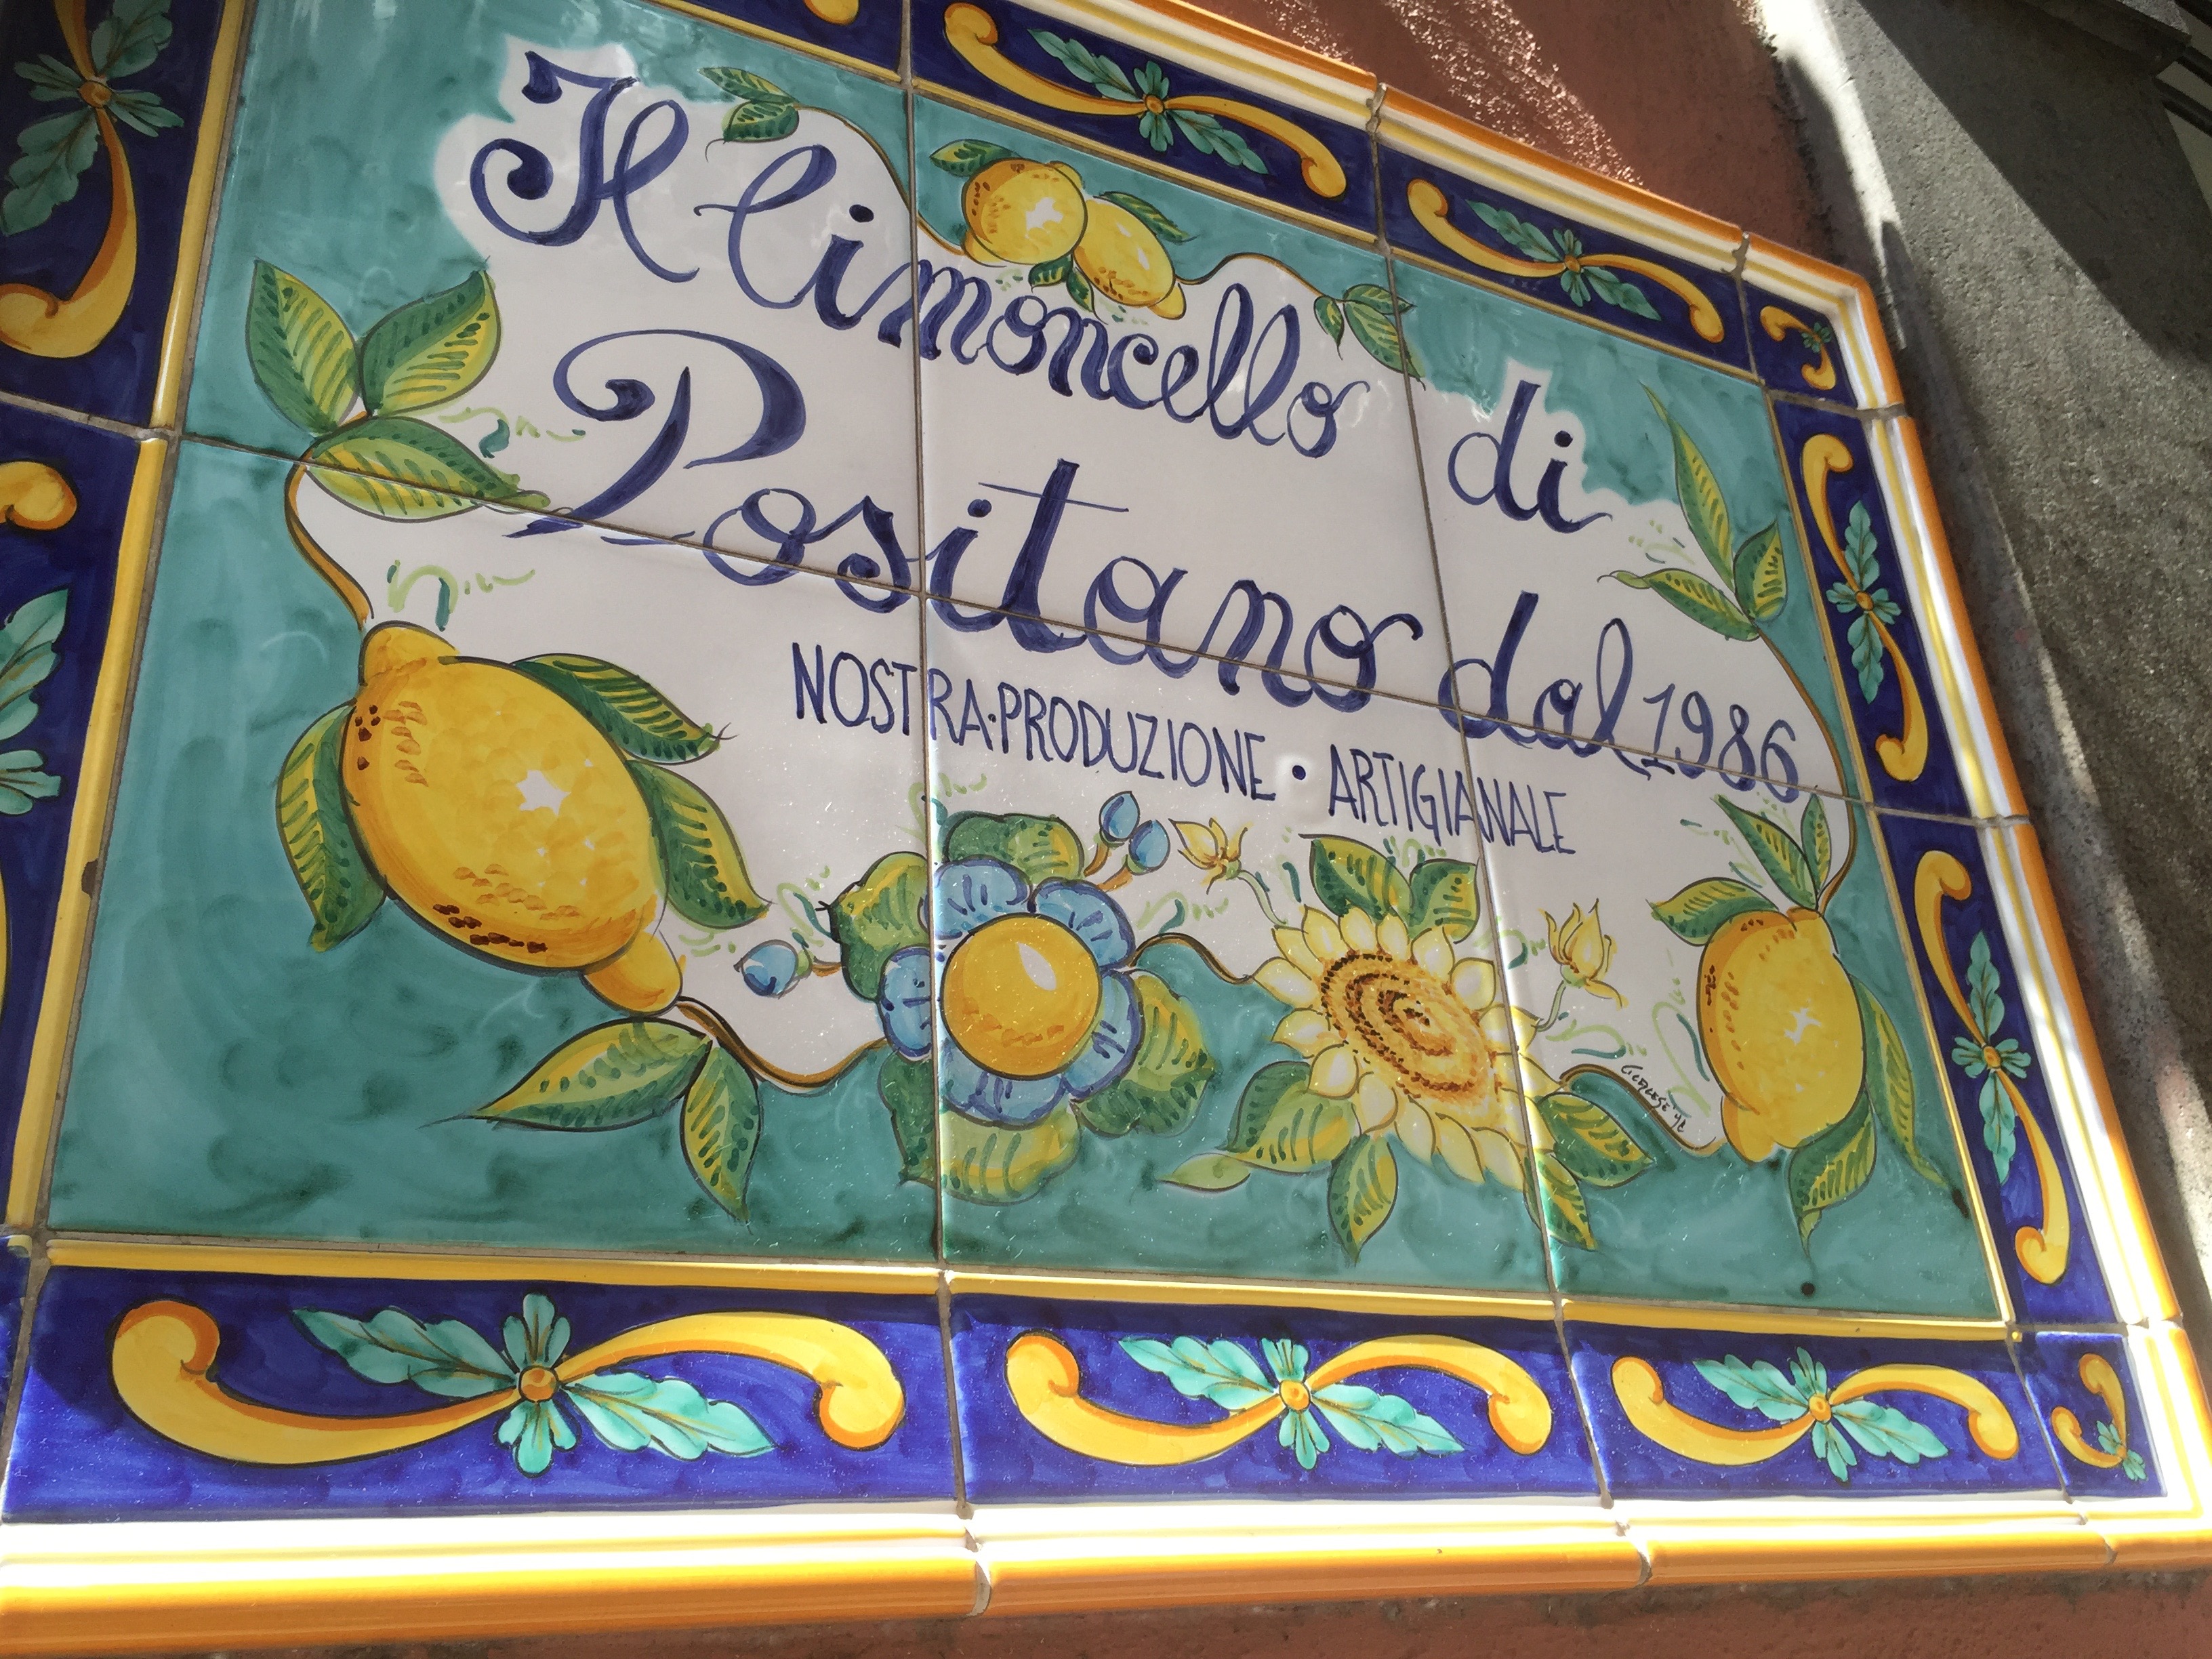 Il limoncello di
Positano dal 1986
NOSTRA·PRODUZIONE · ARTIGIANALE